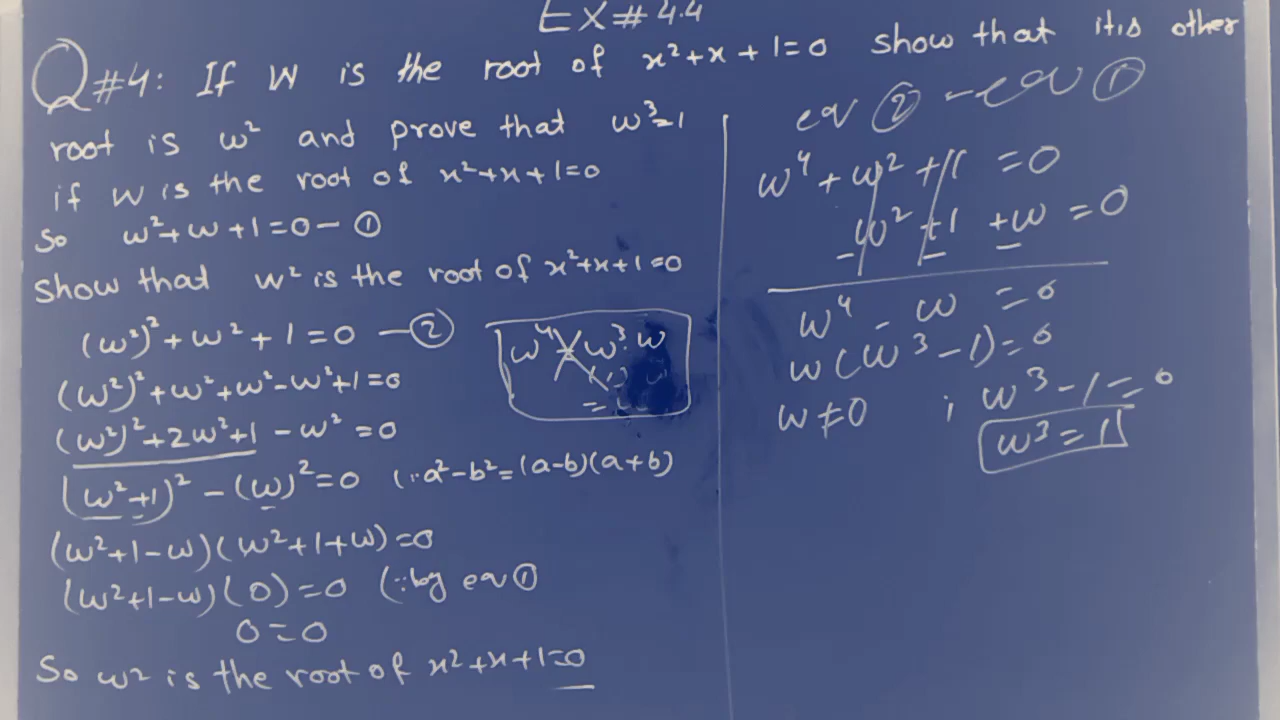 EX#4.4
Q#4: If W is the root of x²+x+1=0 show that it,s other
root is w² and prove that w³=1
if W is the root of x²+x+1=0
So w²+w+1=0 — ①
show that w² is the root of x²+x+1=0
(w²)²+w²+1=0 — ②
(w²)²+w²+w²-w²+1=0
(w²)²+2w²+1 - w² =0
(w²+1)² - (w)²=0 (∵a²-b²=(a-b)(a+b)
(w²+1-w)(w²+1+w)=0
(w²+1-w)(0)=0 (∵by eq ①
0=0
So w² is the root of x²+x+1=0
w⁴ w³.w
eq ② - eq ①
w⁴+w²+1 =0
-w²+1 +w =0
w⁴ - w =0
w(w³-1)=0
w≠0 ; w³-1=0
w³=1